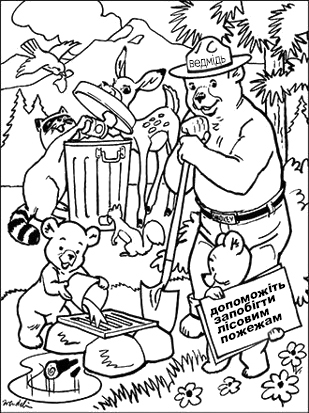 С
ВЕДМІДЬ
допоможіть
запобігти
лісовим
пожежам